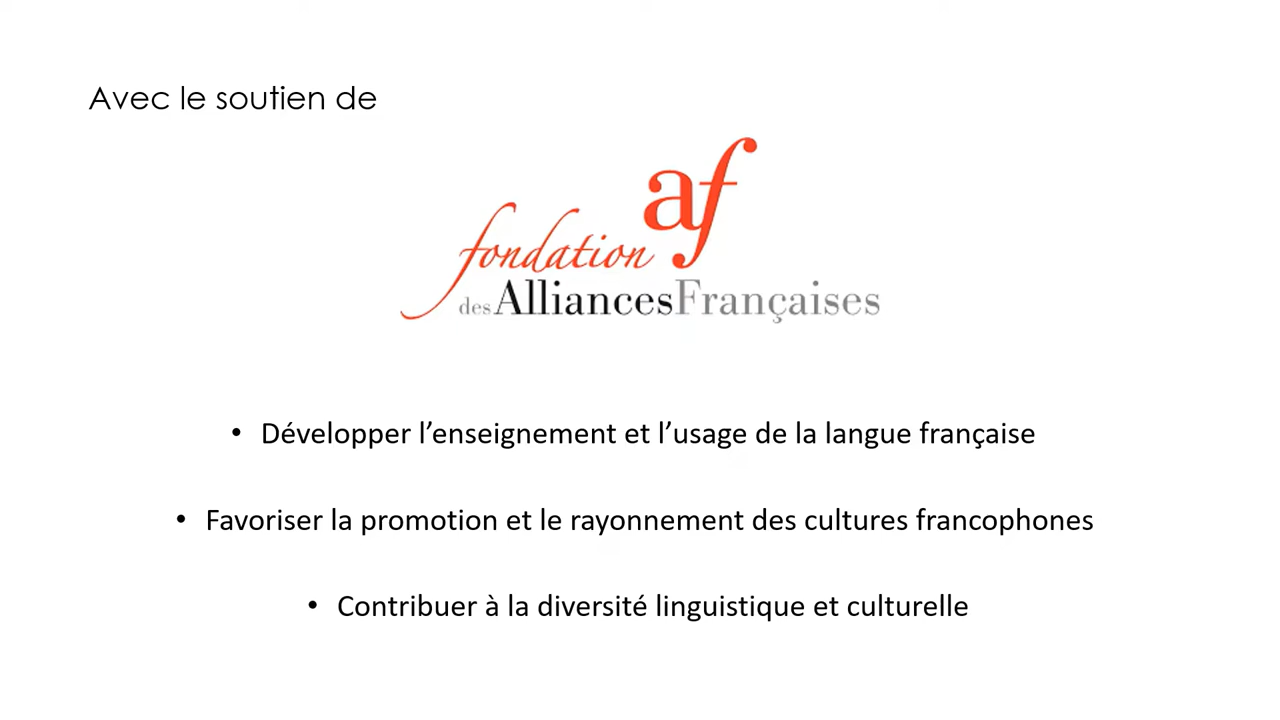 Avec le soutien de
af
fondation
des Alliances Françaises
• Développer l’enseignement et l’usage de la langue française
• Favoriser la promotion et le rayonnement des cultures francophones
• Contribuer à la diversité linguistique et culturelle